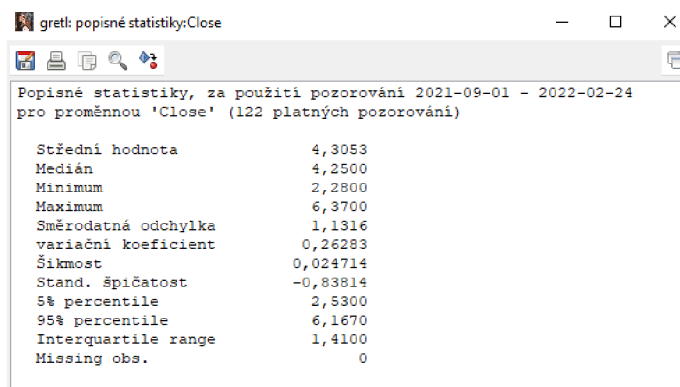 gretl: popisné statistiky:Close
Popisné statistiky, za použití pozorování 2021-09-01 - 2022-02-24
pro proměnnou 'Close' (122 platných pozorování)
Střední hodnota 4,3053
Medián 4,2500
Minimum 2,2800
Maximum 6,3700
Směrodatná odchylka 1,1316
variační koeficient 0,26283
Šikmost 0,024714
Stand. špičatost -0,83814
5% percentile 2,5300
95% percentile 6,1670
Interquartile range 1,4100
Missing obs. 0